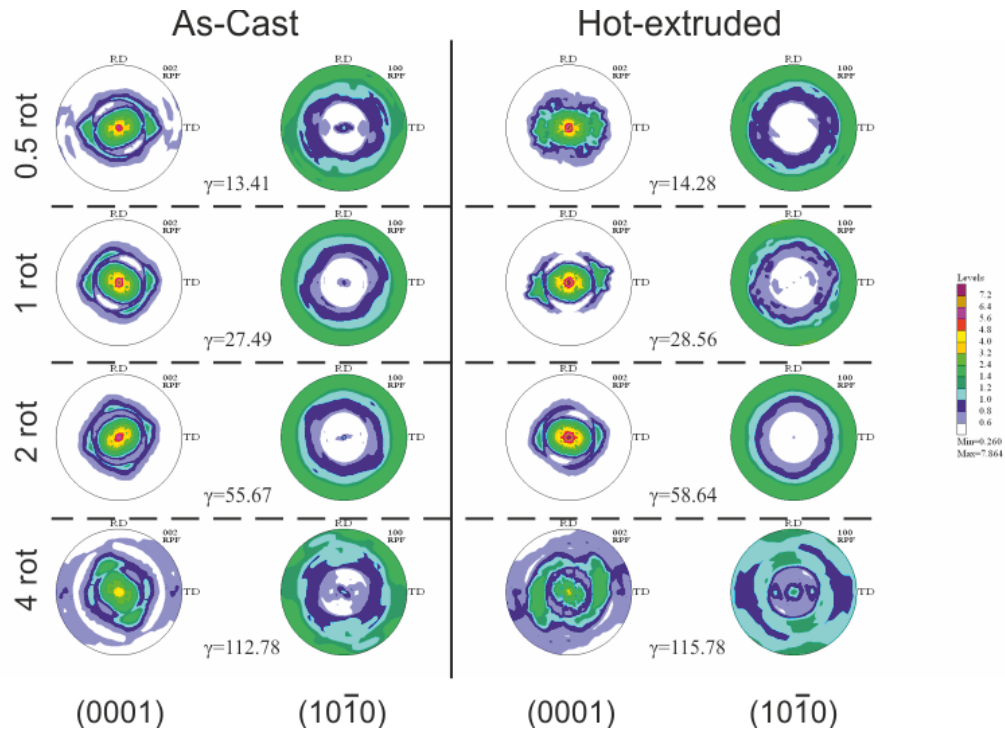 As-Cast Hot-extruded
RD RD RD RD
002 RPF 100 RPF 002 RPF 100 RPF
0.5 rot
TD TD
γ=13.41 γ=14.28
RD RD RD RD
002 RPF 100 RPF 002 RPF 100 RPF
1 rot
TD TD TD
γ=27.49 γ=28.56
RD RD RD RD
002 RPF 100 RPF 002 RPF 100 RPF
2 rot
TD TD TD
γ=55.67 γ=58.64
RD RD RD RD
002 RPF 100 RPF 002 RPF 100 RPF
4 rot
TD TD TD TD
γ=112.78 γ=115.78
Levels
7.2
6.4
5.6
4.8
4.0
3.2
2.4
1.4
1.2
1.0
0.8
0.6
Min=0.260
Max=7.864
(0001) (101̄0) (0001) (101̄0)